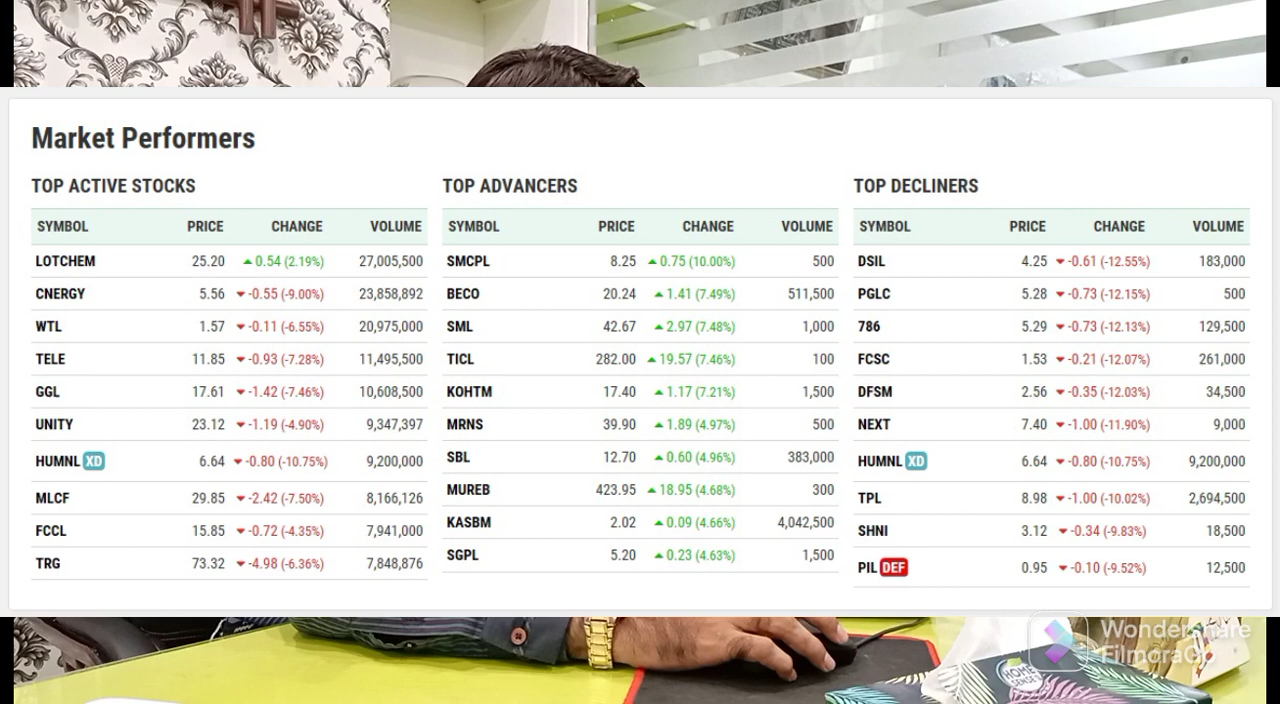 Market Performers
TOP ACTIVE STOCKS
SYMBOL PRICE CHANGE VOLUME
LOTCHEM 25.20 0.54 (2.19%) 27,005,500
CNERGY 5.56 -0.55 (-9.00%) 23,858,892
WTL 1.57 -0.11 (-6.55%) 20,975,000
TELE 11.85 -0.93 (-7.28%) 11,495,500
GGL 17.61 -1.42 (-7.46%) 10,608,500
UNITY 23.12 -1.19 (-4.90%) 9,347,397
HUMNL XD 6.64 -0.80 (-10.75%) 9,200,000
MLCF 29.85 -2.42 (-7.50%) 8,166,126
FCCL 15.85 -0.72 (-4.35%) 7,941,000
TRG 73.32 -4.98 (-6.36%) 7,848,876
TOP ADVANCERS
SYMBOL PRICE CHANGE VOLUME
SMCPL 8.25 0.75 (10.00%) 500
BECO 20.24 1.41 (7.49%) 511,500
SML 42.67 2.97 (7.48%) 1,000
TICL 282.00 19.57 (7.46%) 100
KOHTM 17.40 1.17 (7.21%) 1,500
MRNS 39.90 1.89 (4.97%) 500
SBL 12.70 0.60 (4.96%) 383,000
MUREB 423.95 18.95 (4.68%) 300
KASBM 2.02 0.09 (4.66%) 4,042,500
SGPL 5.20 0.23 (4.63%) 1,500
TOP DECLINERS
SYMBOL PRICE CHANGE VOLUME
DSIL 4.25 -0.61 (-12.55%) 183,000
PGLC 5.28 -0.73 (-12.15%) 500
786 5.29 -0.73 (-12.13%) 129,500
FCSC 1.53 -0.21 (-12.07%) 261,000
DFSM 2.56 -0.35 (-12.03%) 34,500
NEXT 7.40 -1.00 (-11.90%) 9,000
HUMNL XD 6.64 -0.80 (-10.75%) 9,200,000
TPL 8.98 -1.00 (-10.02%) 2,694,500
SHNI 3.12 -0.34 (-9.83%) 18,500
PIL DEF 0.95 -0.10 (-9.52%) 12,500
Wondershare
FilmoraGo
HOME